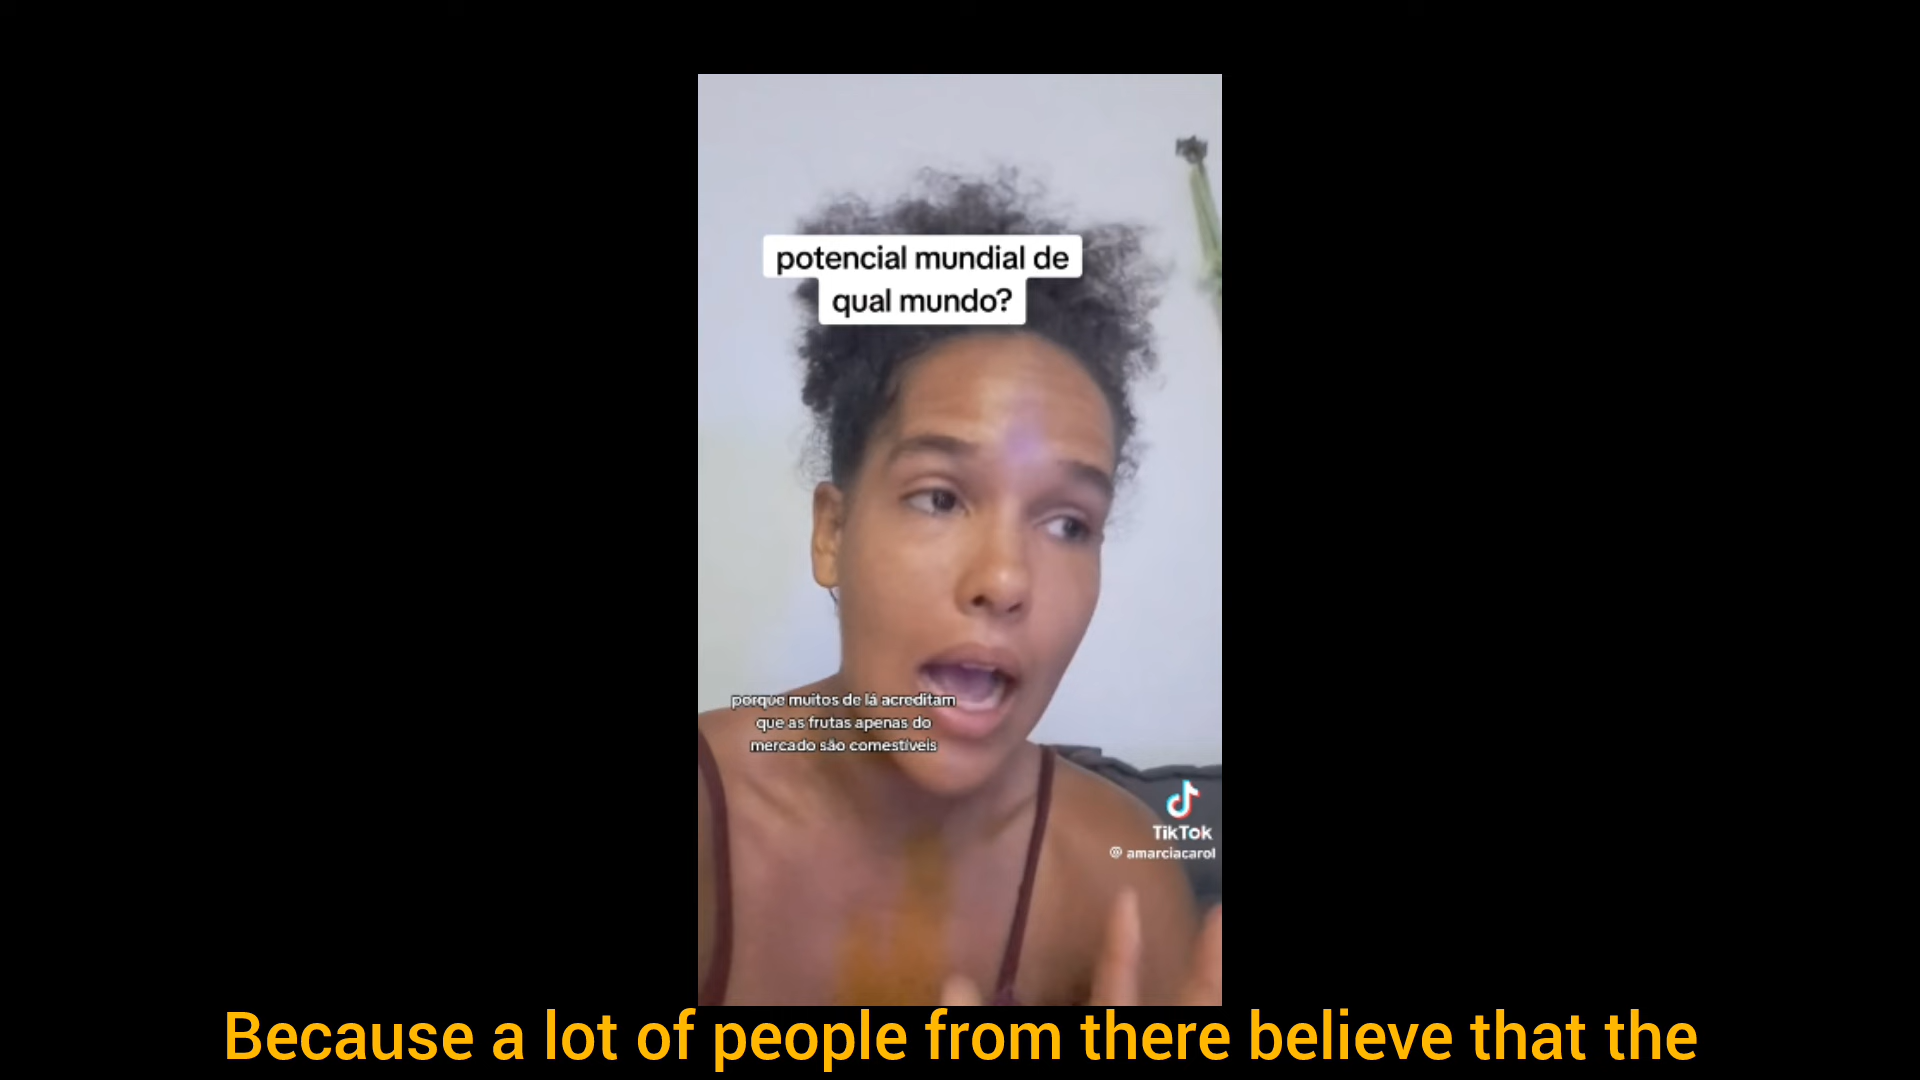 potencial mundial de
qual mundo?
porque muitos de lá acreditam
que as frutas apenas do
mercado são comestíveis
TikTok
@ amarciacarol
Because a lot of people from there believe that the